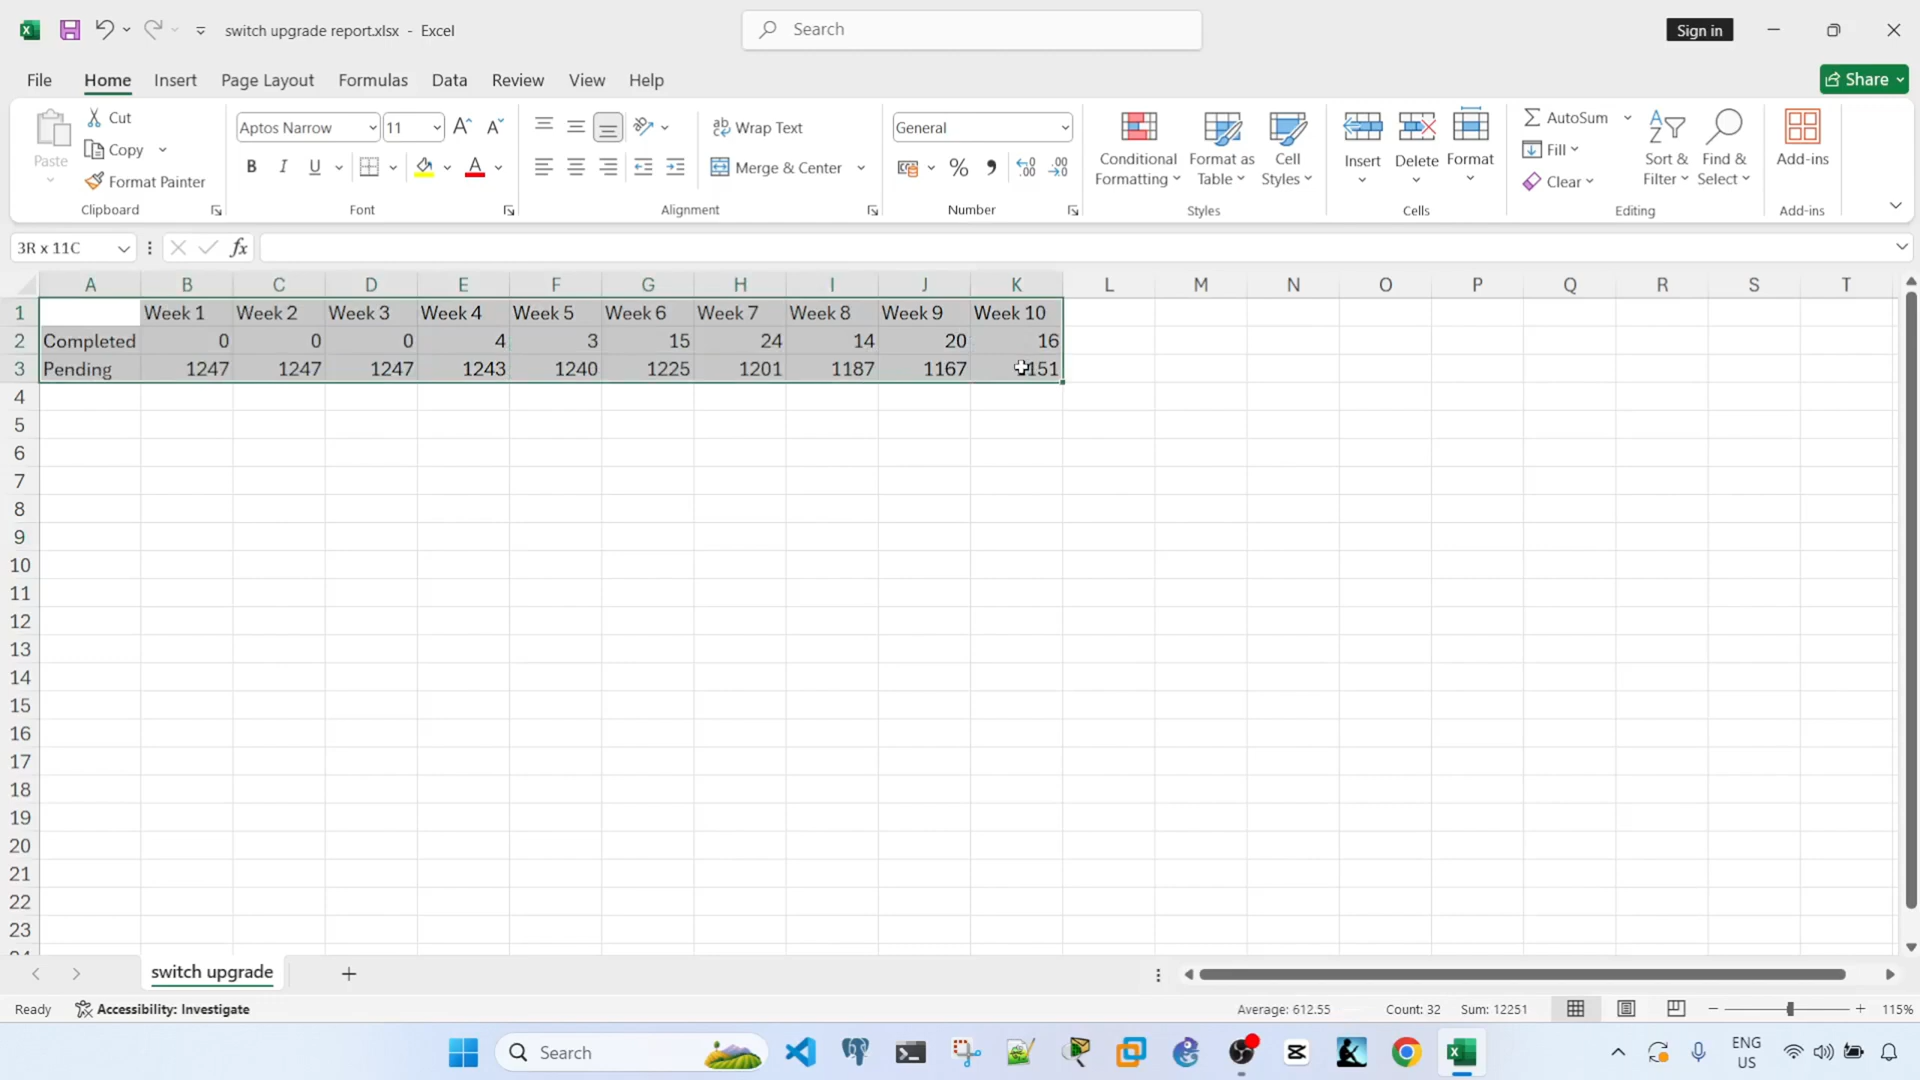 switch upgrade report.xlsx - Excel
Search
Sign in
File Home Insert Page Layout Formulas Data Review View Help
Share
Paste
Cut
Copy
Format Painter
Clipboard
Aptos Narrow 11
B I U
Font
Wrap Text
Merge & Center
Alignment
General
Number
Conditional Formatting
Format as Table
Cell Styles
Styles
Insert
Delete
Format
Cells
AutoSum
Fill
Clear
Sort & Filter
Find & Select
Editing
Add-ins
Add-ins
3R x 11C
fx
A B C D E F G H I J K L M N O P Q R S T
1 Week 1 Week 2 Week 3 Week 4 Week 5 Week 6 Week 7 Week 8 Week 9 Week 10
2 Completed 0 0 0 4 3 15 24 14 20 16
3 Pending 1247 1247 1247 1243 1240 1225 1201 1187 1167
4
5
6
7
8
9
10
11
12
13
14
15
16
17
18
19
20
21
22
23
switch upgrade
Ready Accessibility: Investigate Average: 612.55 Count: 32 Sum: 12251 115%
Search
ENG
US